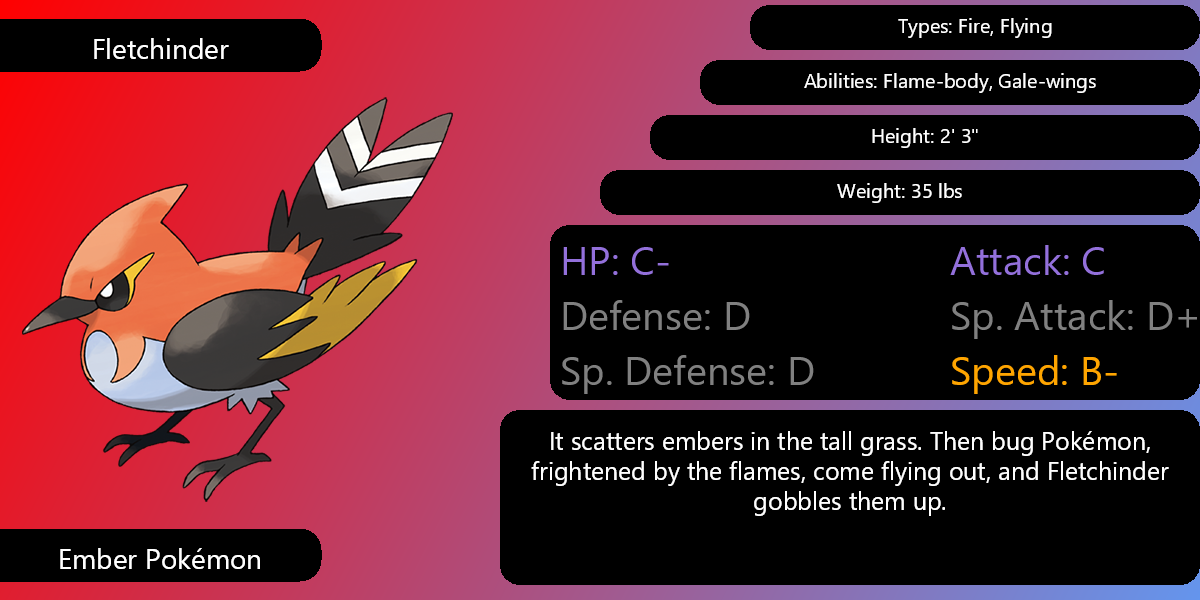 Fletchinder
Types: Fire, Flying
Abilities: Flame-body, Gale-wings
Height: 2' 3"
Weight: 35 lbs
HP: C-
Attack: C
Defense: D
Sp. Attack: D+
Sp. Defense: D
Speed: B-
It scatters embers in the tall grass. Then bug Pokémon,
frightened by the flames, come flying out, and Fletchinder
gobbles them up.
Ember Pokémon